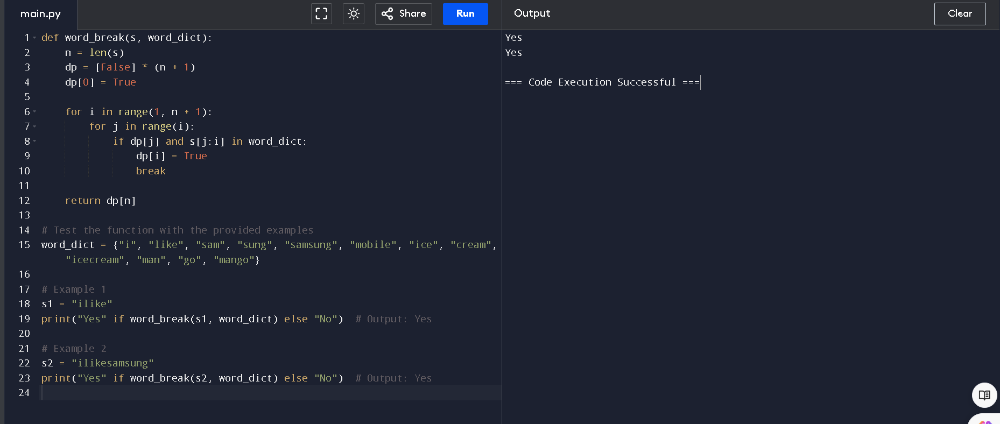 main.py
Share
Run
Output
Clear
1 def word_break(s, word_dict):
2     n = len(s)
3     dp = [False] * (n + 1)
4     dp[0] = True
5
6     for i in range(1, n + 1):
7         for j in range(i):
8             if dp[j] and s[j:i] in word_dict:
9                 dp[i] = True
10                 break
11
12     return dp[n]
13
14 # Test the function with the provided examples
15 word_dict = {"i", "like", "sam", "sung", "samsung", "mobile", "ice", "cream",
    "icecream", "man", "go", "mango"}
16
17 # Example 1
18 s1 = "ilike"
19 print("Yes" if word_break(s1, word_dict) else "No")  # Output: Yes
20
21 # Example 2
22 s2 = "ilikesamsung"
23 print("Yes" if word_break(s2, word_dict) else "No")  # Output: Yes
24
Yes
Yes
=== Code Execution Successful ===